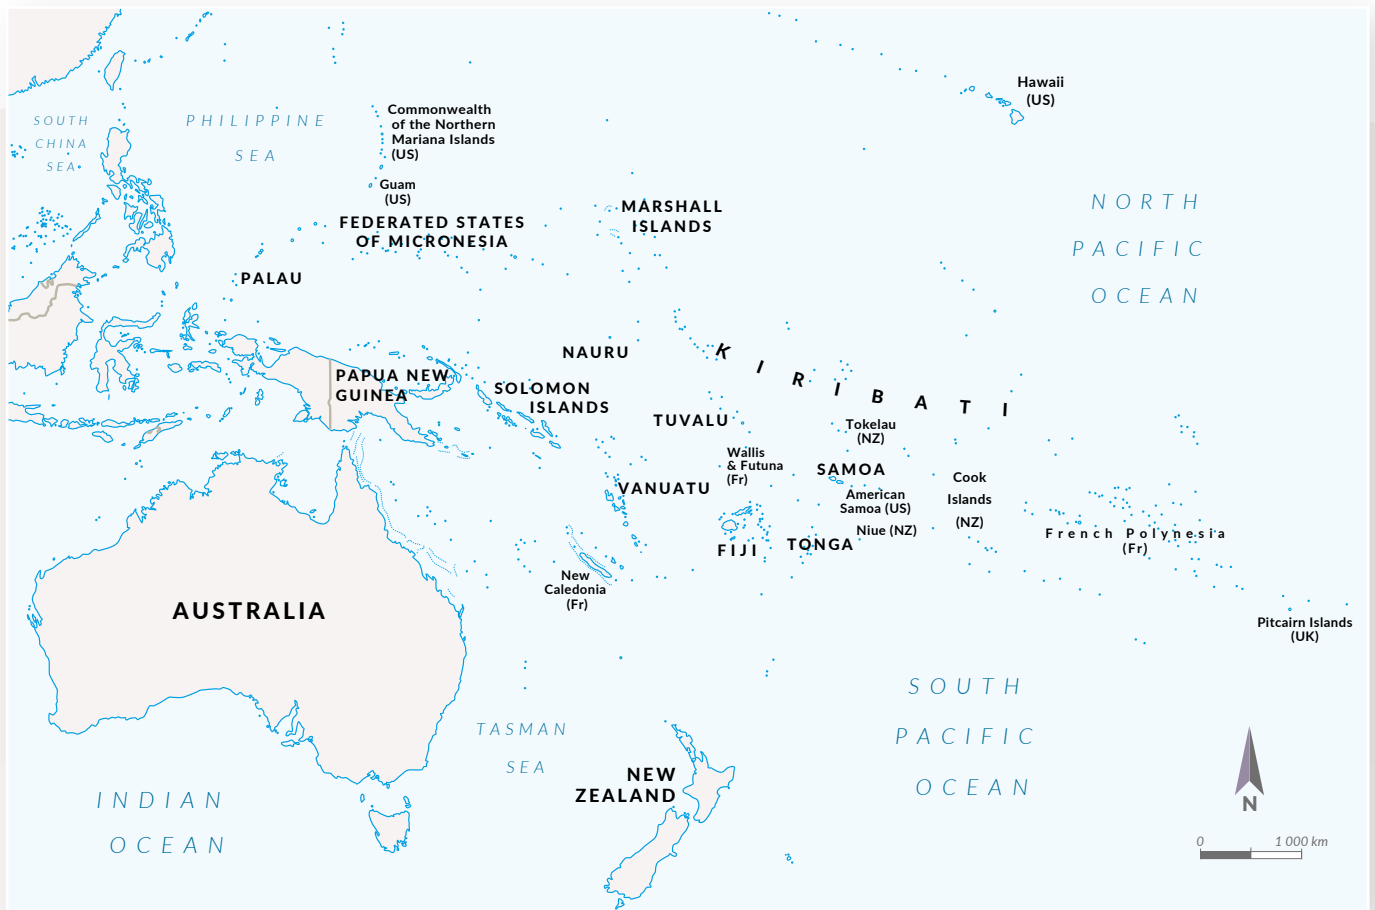 Hawaii
(US)
SOUTH
CHINA
SEA
PHILIPPINE
SEA
Commonwealth
of the Northern
Mariana Islands
(US)
Guam
(US)
FEDERATED STATES
OF MICRONESIA
MARSHALL
ISLANDS
NORTH
PACIFIC
OCEAN
PALAU
NAURU
KIRIBATI
PAPUA NEW
GUINEA
SOLOMON
ISLANDS
TUVALU
Tokelau
(NZ)
Wallis
& Futuna
(Fr)
SAMOA
Cook
Islands
(NZ)
VANUATU
American
Samoa (US)
Niue (NZ)
FIJI
TONGA
French Polynesia
(Fr)
New
Caledonia
(Fr)
AUSTRALIA
Pitcairn Islands
(UK)
SOUTH
PACIFIC
OCEAN
TASMAN
SEA
NEW
ZEALAND
INDIAN
OCEAN
N
0 1 000 km